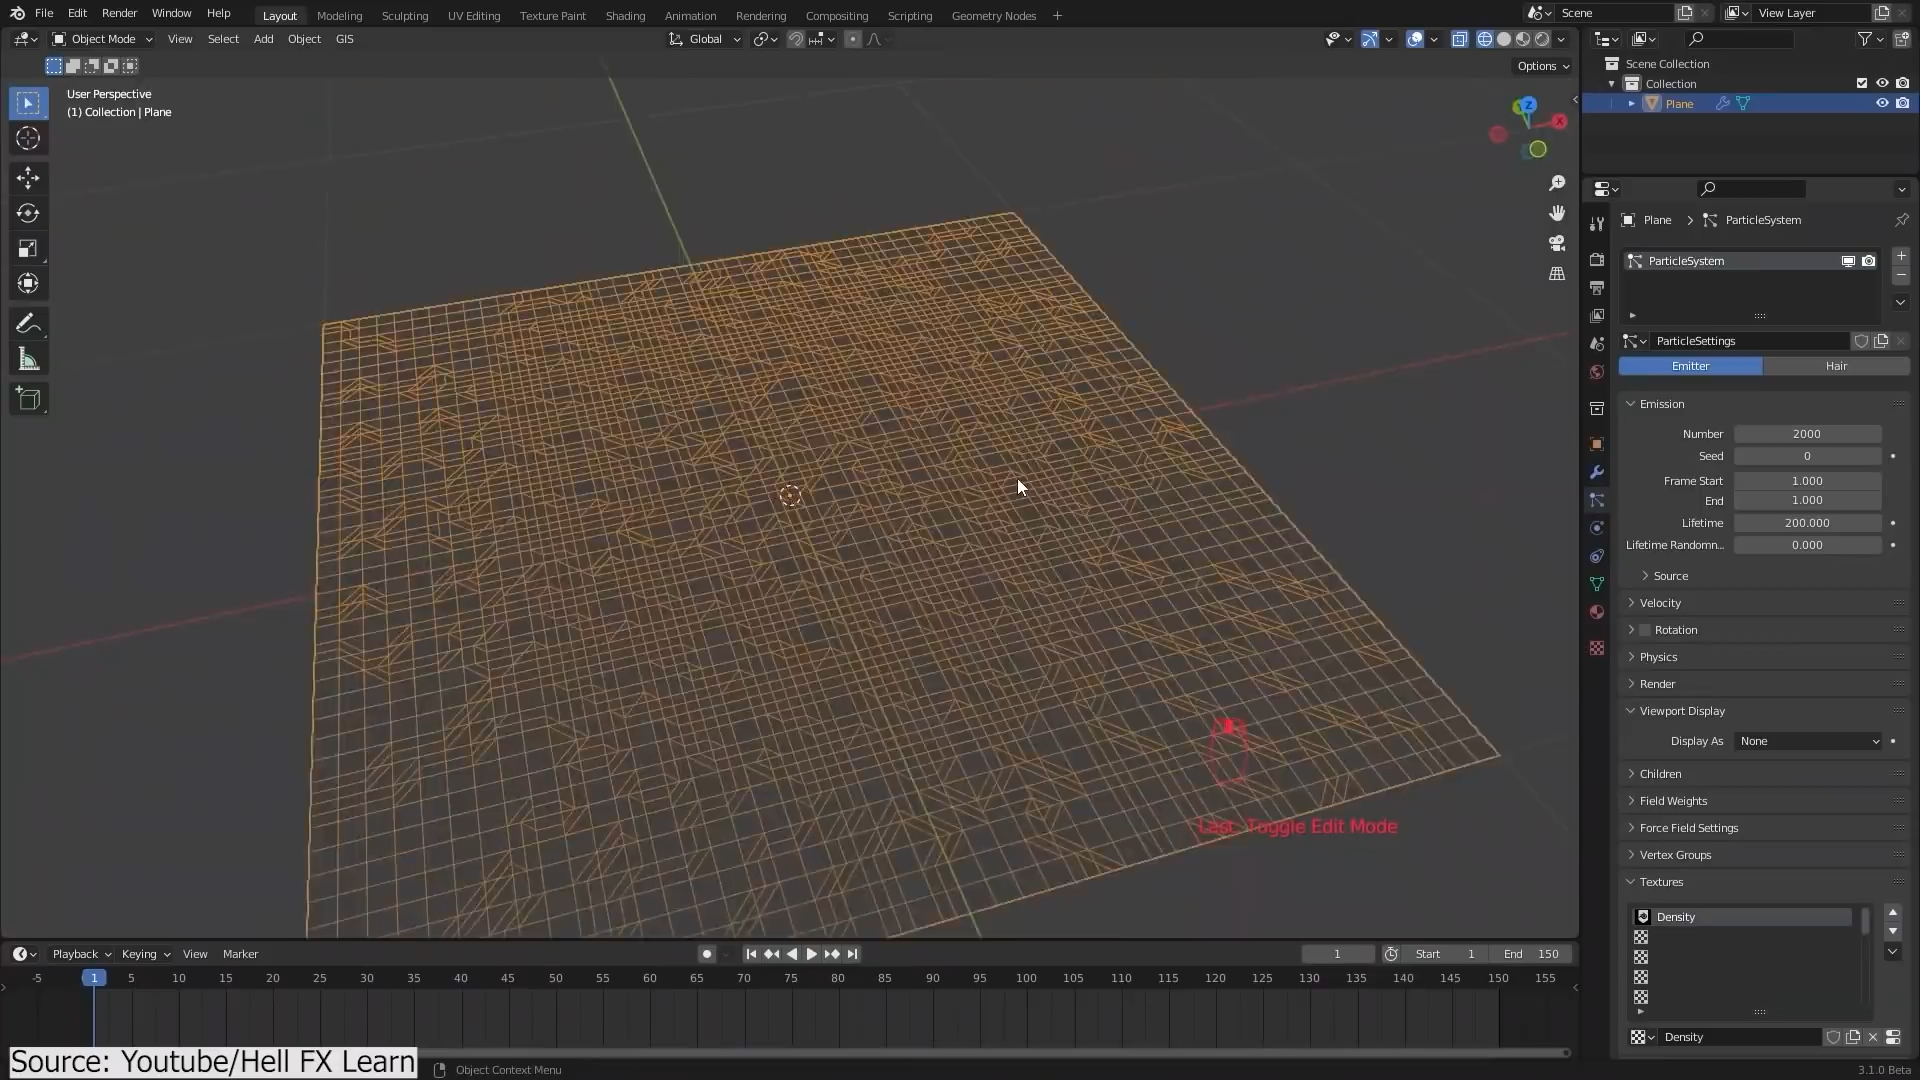 File Edit Render Window Help
Layout Modeling Sculpting UV Editing Texture Paint Shading Animation Rendering Compositing Scripting Geometry Nodes +
Scene
View Layer
Object Mode View Select Add Object GIS
Global
Options
User Perspective
(1) Collection | Plane
Z
X
Scene Collection
Collection
Plane
Plane > ParticleSystem
ParticleSystem
ParticleSettings
Emitter Hair
Emission
Number 2000
Seed 0
Frame Start 1.000
End 1.000
Lifetime 200.000
Lifetime Randomn... 0.000
Source
Velocity
Rotation
Physics
Render
Viewport Display
Display As None
Children
Field Weights
Force Field Settings
Vertex Groups
Textures
Density
Density
Last: Toggle Edit Mode
Playback Keying View Marker
1 Start 1 End 150
-5 1 5 10 15 20 25 30 35 40 45 50 55 60 65 70 75 80 85 90 95 100 105 110 115 120 125 130 135 140 145 150 155
Source: Youtube/Hell FX Learn
Object Context Menu
3.1.0 Beta